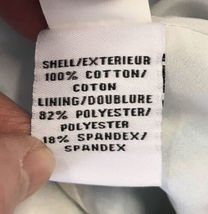 SHELL/EXTERIEUR
100% COTTON/
COTON
LINING/DOUBLURE
82% POLYESTER/
POLYESTER
18% SPANDEX/
SPANDEX